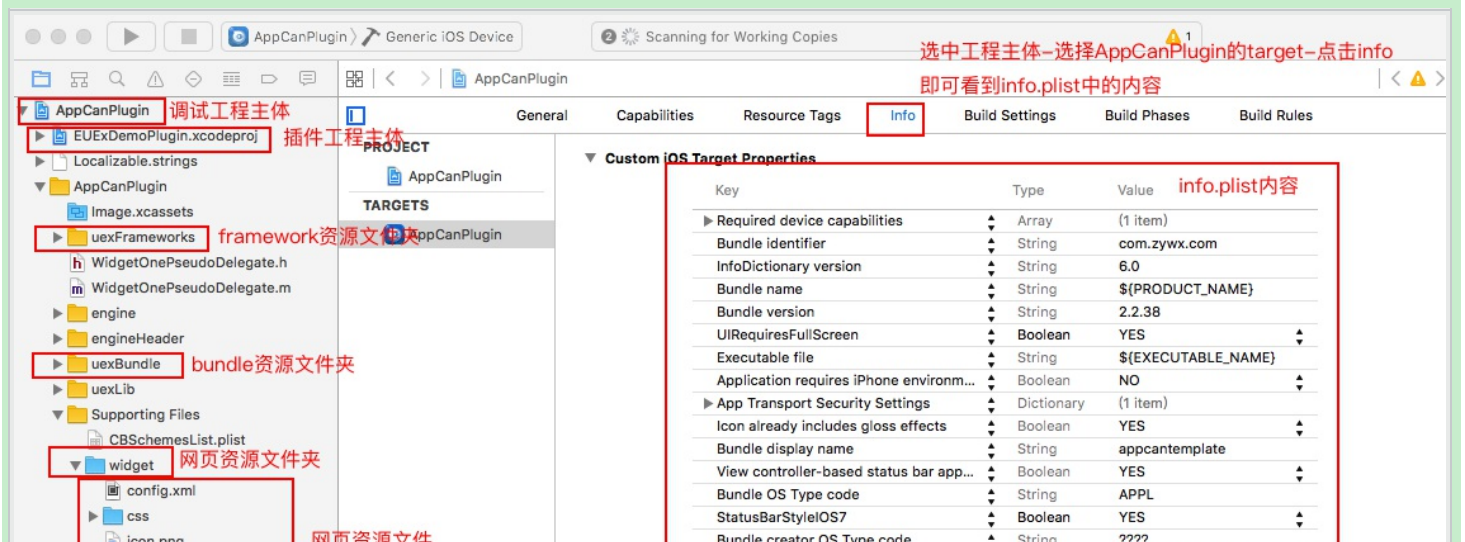 AppCanPlugin 〉 Generic iOS Device
2 Scanning for Working Copies
1
选中工程主体-选择AppCanPlugin的target-点击info
即可看到info.plist中的内容
AppCanPlugin
AppCanPlugin 调试工程主体
EUExDemoPlugin.xcodeproj 插件工程主体
Localizable.strings
AppCanPlugin
Image.xcassets
uexFrameworks framework资源文件夹
WidgetOnePseudoDelegate.h
WidgetOnePseudoDelegate.m
engine
engineHeader
uexBundle bundle资源文件夹
uexLib
Supporting Files
CBSchemesList.plist
widget 网页资源文件夹
config.xml
css
icon.png 网页资源文件
General Capabilities Resource Tags Info Build Settings Build Phases Build Rules
PROJECT
AppCanPlugin
TARGETS
AppCanPlugin
Custom iOS Target Properties
Key Type Value info.plist内容
Required device capabilities Array (1 item)
Bundle identifier String com.zywx.com
InfoDictionary version String 6.0
Bundle name String ${PRODUCT_NAME}
Bundle version String 2.2.38
UIRequiresFullScreen Boolean YES
Executable file String ${EXECUTABLE_NAME}
Application requires iPhone environm... Boolean NO
App Transport Security Settings Dictionary (1 item)
Icon already includes gloss effects Boolean YES
Bundle display name String appcantemplate
View controller-based status bar app... Boolean YES
Bundle OS Type code String APPL
StatusBarStyleIOS7 Boolean YES
Bundle creator OS Type code String ????